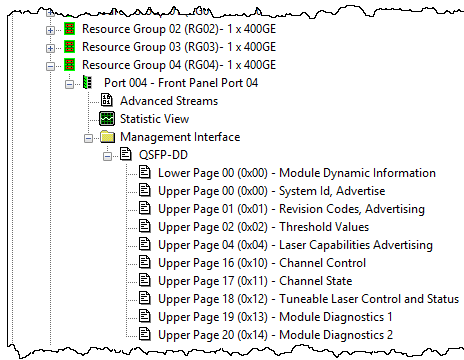 Resource Group 02 (RG02)- 1 x 400GE
Resource Group 03 (RG03)- 1 x 400GE
Resource Group 04 (RG04)- 1 x 400GE
Port 004 - Front Panel Port 04
Advanced Streams
Statistic View
Management Interface
QSFP-DD
Lower Page 00 (0x00) - Module Dynamic Information
Upper Page 00 (0x00) - System Id, Advertise
Upper Page 01 (0x01) - Revision Codes, Advertising
Upper Page 02 (0x02) - Threshold Values
Upper Page 04 (0x04) - Laser Capabilities Advertising
Upper Page 16 (0x10) - Channel Control
Upper Page 17 (0x11) - Channel State
Upper Page 18 (0x12) - Tuneable Laser Control and Status
Upper Page 19 (0x13) - Module Diagnostics 1
Upper Page 20 (0x14) - Module Diagnostics 2